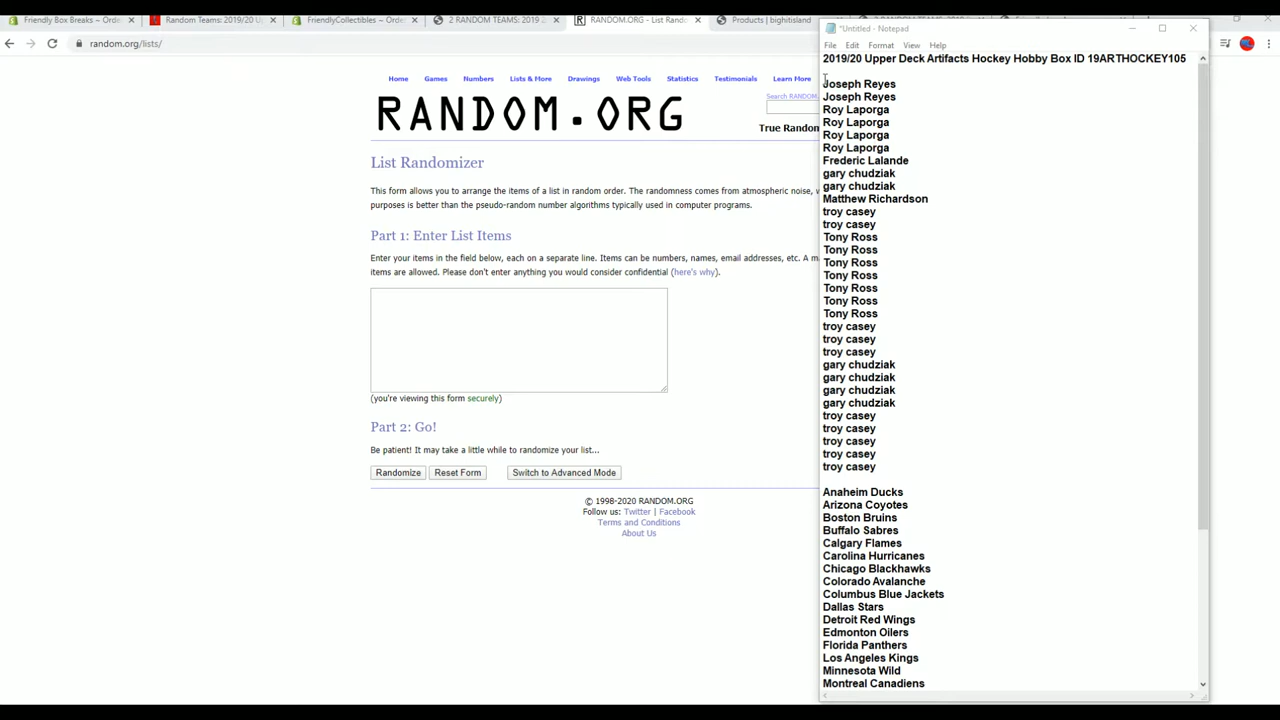 Friendly Box Breaks – Orde
Random Teams: 2019/20 Up
FriendlyCollectibles ~ Orde
2 RANDOM TEAMS: 2019 2
RANDOM.ORG - List Rando
Products | bighitisland
random.org/lists/
Home Games Numbers Lists & More Drawings Web Tools Statistics Testimonials Learn More
Search RANDOM.
RANDOM.ORG
True Random
List Randomizer
This form allows you to arrange the items of a list in random order. The randomness comes from atmospheric noise,
purposes is better than the pseudo-random number algorithms typically used in computer programs.
Part 1: Enter List Items
Enter your items in the field below, each on a separate line. Items can be numbers, names, email addresses, etc. A
items are allowed. Please don't enter anything you would consider confidential (here's why).
(you're viewing this form securely)
Part 2: Go!
Be patient! It may take a little while to randomize your list...
Randomize Reset Form Switch to Advanced Mode
© 1998-2020 RANDOM.ORG
Follow us: Twitter | Facebook
Terms and Conditions
About Us
*Untitled - Notepad
File Edit Format View Help
2019/20 Upper Deck Artifacts Hockey Hobby Box ID 19ARTHOCKEY105
Joseph Reyes
Joseph Reyes
Roy Laporga
Roy Laporga
Roy Laporga
Roy Laporga
Frederic Lalande
gary chudziak
gary chudziak
Matthew Richardson
troy casey
troy casey
Tony Ross
Tony Ross
Tony Ross
Tony Ross
Tony Ross
Tony Ross
Tony Ross
troy casey
troy casey
troy casey
gary chudziak
gary chudziak
gary chudziak
gary chudziak
troy casey
troy casey
troy casey
troy casey
troy casey
Anaheim Ducks
Arizona Coyotes
Boston Bruins
Buffalo Sabres
Calgary Flames
Carolina Hurricanes
Chicago Blackhawks
Colorado Avalanche
Columbus Blue Jackets
Dallas Stars
Detroit Red Wings
Edmonton Oilers
Florida Panthers
Los Angeles Kings
Minnesota Wild
Montreal Canadiens